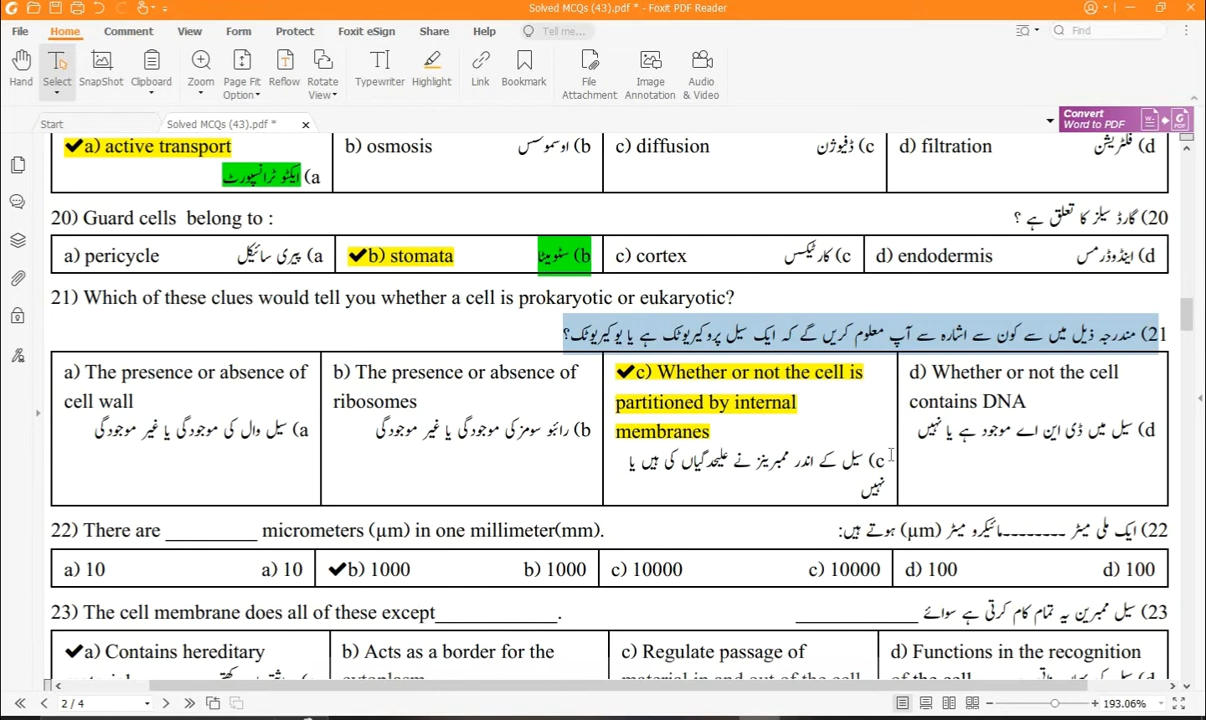 Solved MCQs (43).pdf * - Foxit PDF Reader
File Home Comment View Form Protect Foxit eSign Share Help Tell me... Find
Hand Select SnapShot Clipboard Zoom Page Fit Option Reflow Rotate View Typewriter Highlight Link Bookmark File Attachment Image Annotation Audio & Video
Start Solved MCQs (43).pdf * x Convert Word to PDF
✔a) active transport b) osmosis b) اوسموسس c) diffusion c) ڈفیوژن d) filtration d) فلٹریشن
a) ایکٹو ٹرانسپورٹ
20) Guard cells belong to : 20) گارڈ سیلز کا تعلق ہے ؟
a) pericycle a) پیری سائیکل ✔b) stomata b) سٹومیٹا c) cortex c) کارٹیکس d) endodermis d) اینڈوڈرمس
21) Which of these clues would tell you whether a cell is prokaryotic or eukaryotic?
21) مندرجہ ذیل میں سے کون سے اشارہ سے آپ معلوم کریں گے کہ ایک سیل پروکیریوٹک ہے یا یوکیریوٹک؟
a) The presence or absence of cell wall
a) سیل وال کی موجودگی یا غیر موجودگی
b) The presence or absence of ribosomes
b) رائبو سومز کی موجودگی یا غیر موجودگی
✔c) Whether or not the cell is partitioned by internal membranes
c) سیل کے اندر ممبرینز نے علیحدگیاں کی ہیں یا نہیں
d) Whether or not the cell contains DNA
d) سیل میں ڈی این اے موجود ہے یا نہیں
22) There are __________ micrometers (µm) in one millimeter(mm). 22) ایک ملی میٹر --------مائیکرو میٹر (µm) ہوتے ہیں:
a) 10 a) 10 ✔b) 1000 b) 1000 c) 10000 c) 10000 d) 100 d) 100
23) The cell membrane does all of these except_____________. 23) سیل ممبرین یہ تمام کام کرتی ہے سوائے _____________
✔a) Contains hereditary b) Acts as a border for the c) Regulate passage of d) Functions in the recognition
material in and out of the cell of the cell
2 / 4 193.06%